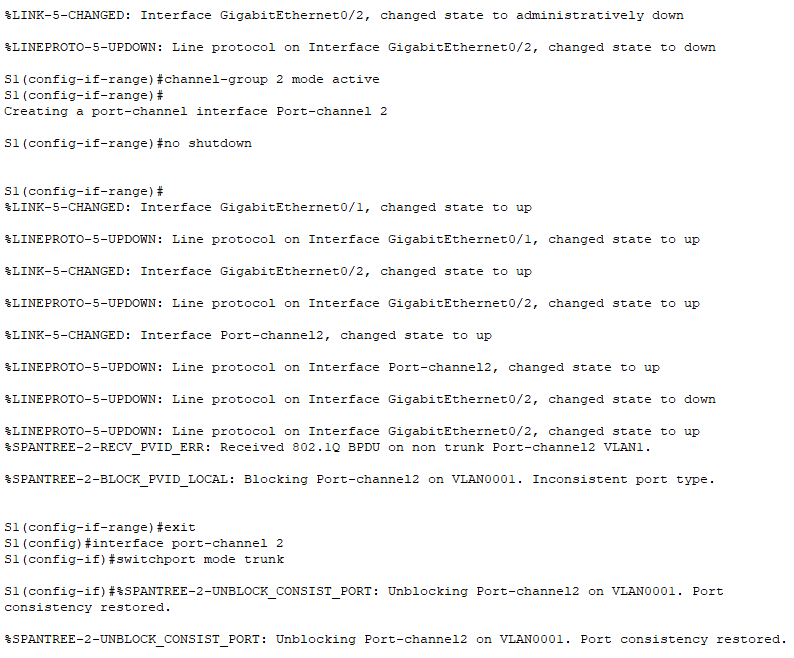 %LINK-5-CHANGED: Interface GigabitEthernet0/2, changed state to administratively down
%LINEPROTO-5-UPDOWN: Line protocol on Interface GigabitEthernet0/2, changed state to down
S1(config-if-range)#channel-group 2 mode active
S1(config-if-range)#
Creating a port-channel interface Port-channel 2
S1(config-if-range)#no shutdown
S1(config-if-range)#
%LINK-5-CHANGED: Interface GigabitEthernet0/1, changed state to up
%LINEPROTO-5-UPDOWN: Line protocol on Interface GigabitEthernet0/1, changed state to up
%LINK-5-CHANGED: Interface GigabitEthernet0/2, changed state to up
%LINEPROTO-5-UPDOWN: Line protocol on Interface GigabitEthernet0/2, changed state to up
%LINK-5-CHANGED: Interface Port-channel2, changed state to up
%LINEPROTO-5-UPDOWN: Line protocol on Interface Port-channel2, changed state to up
%LINEPROTO-5-UPDOWN: Line protocol on Interface GigabitEthernet0/2, changed state to down
%LINEPROTO-5-UPDOWN: Line protocol on Interface GigabitEthernet0/2, changed state to up
%SPANTREE-2-RECV_PVID_ERR: Received 802.1Q BPDU on non trunk Port-channel2 VLAN1.
%SPANTREE-2-BLOCK_PVID_LOCAL: Blocking Port-channel2 on VLAN0001. Inconsistent port type.
S1(config-if-range)#exit
S1(config)#interface port-channel 2
S1(config-if)#switchport mode trunk
S1(config-if)#%SPANTREE-2-UNBLOCK_CONSIST_PORT: Unblocking Port-channel2 on VLAN0001. Port
consistency restored.
%SPANTREE-2-UNBLOCK_CONSIST_PORT: Unblocking Port-channel2 on VLAN0001. Port consistency restored.